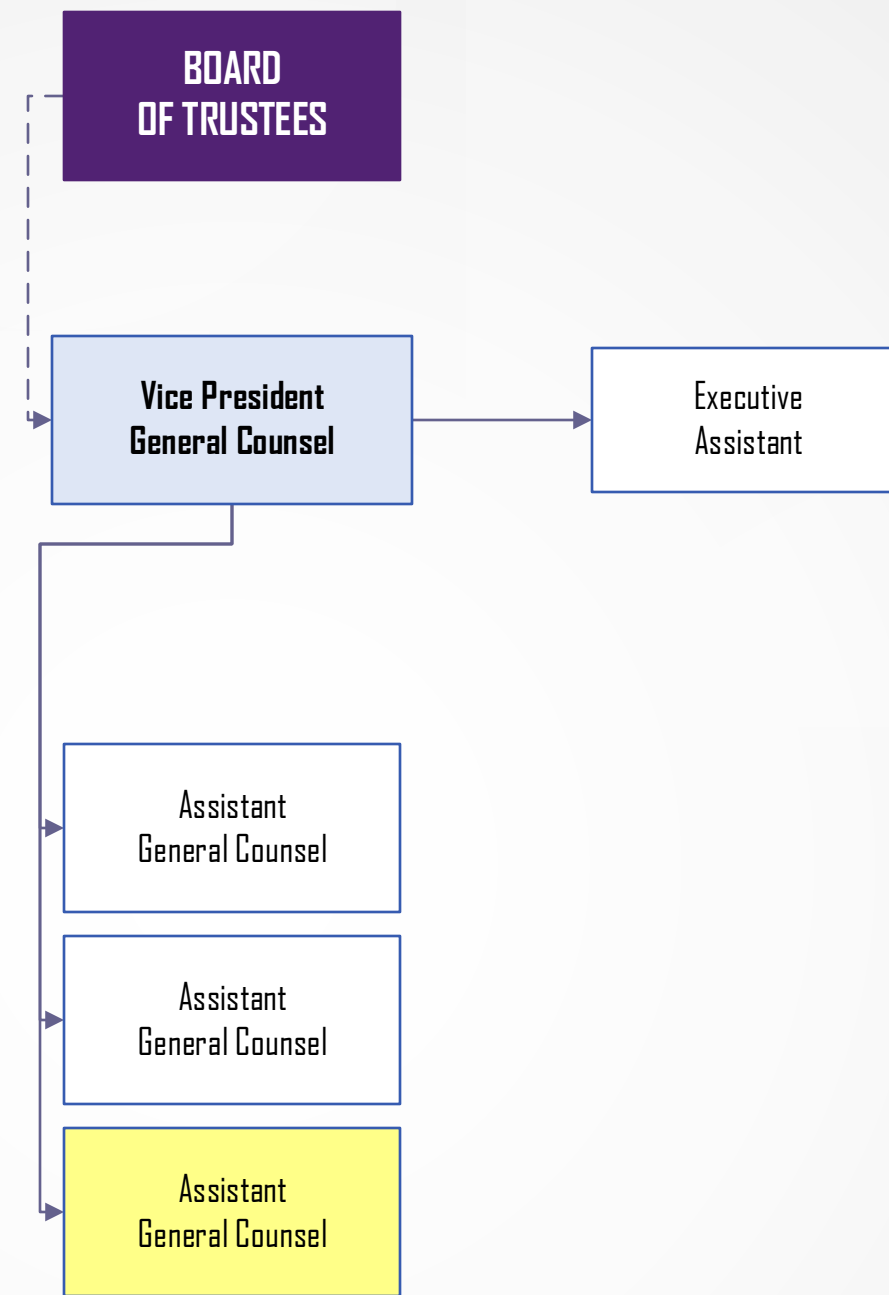 BOARD
OF TRUSTEES
Vice President
General Counsel
Executive
Assistant
Assistant
General Counsel
Assistant
General Counsel
Assistant
General Counsel